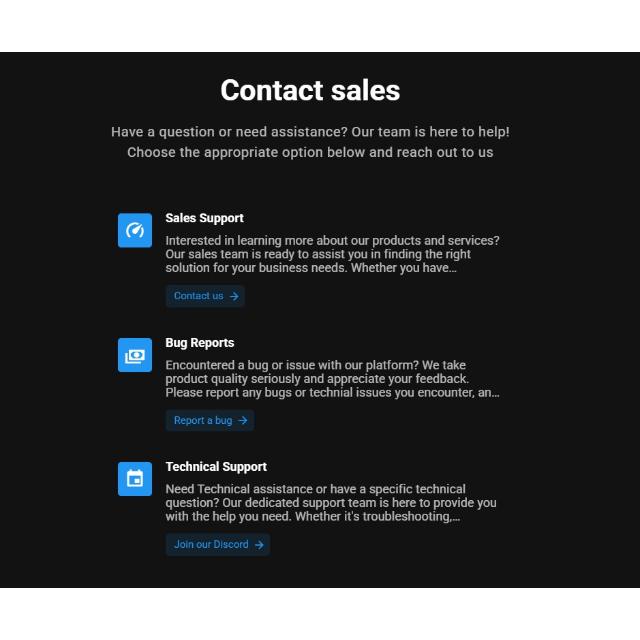 Contact sales
Have a question or need assistance? Our team is here to help!
Choose the appropriate option below and reach out to us
Sales Support
Interested in learning more about our products and services?
Our sales team is ready to assist you in finding the right
solution for your business needs. Whether you have…
Contact us →
Bug Reports
Encountered a bug or issue with our platform? We take
product quality seriously and appreciate your feedback.
Please report any bugs or technial issues you encounter, an…
Report a bug →
Technical Support
Need Technical assistance or have a specific technical
question? Our dedicated support team is here to provide you
with the help you need. Whether it's troubleshooting,…
Join our Discord →